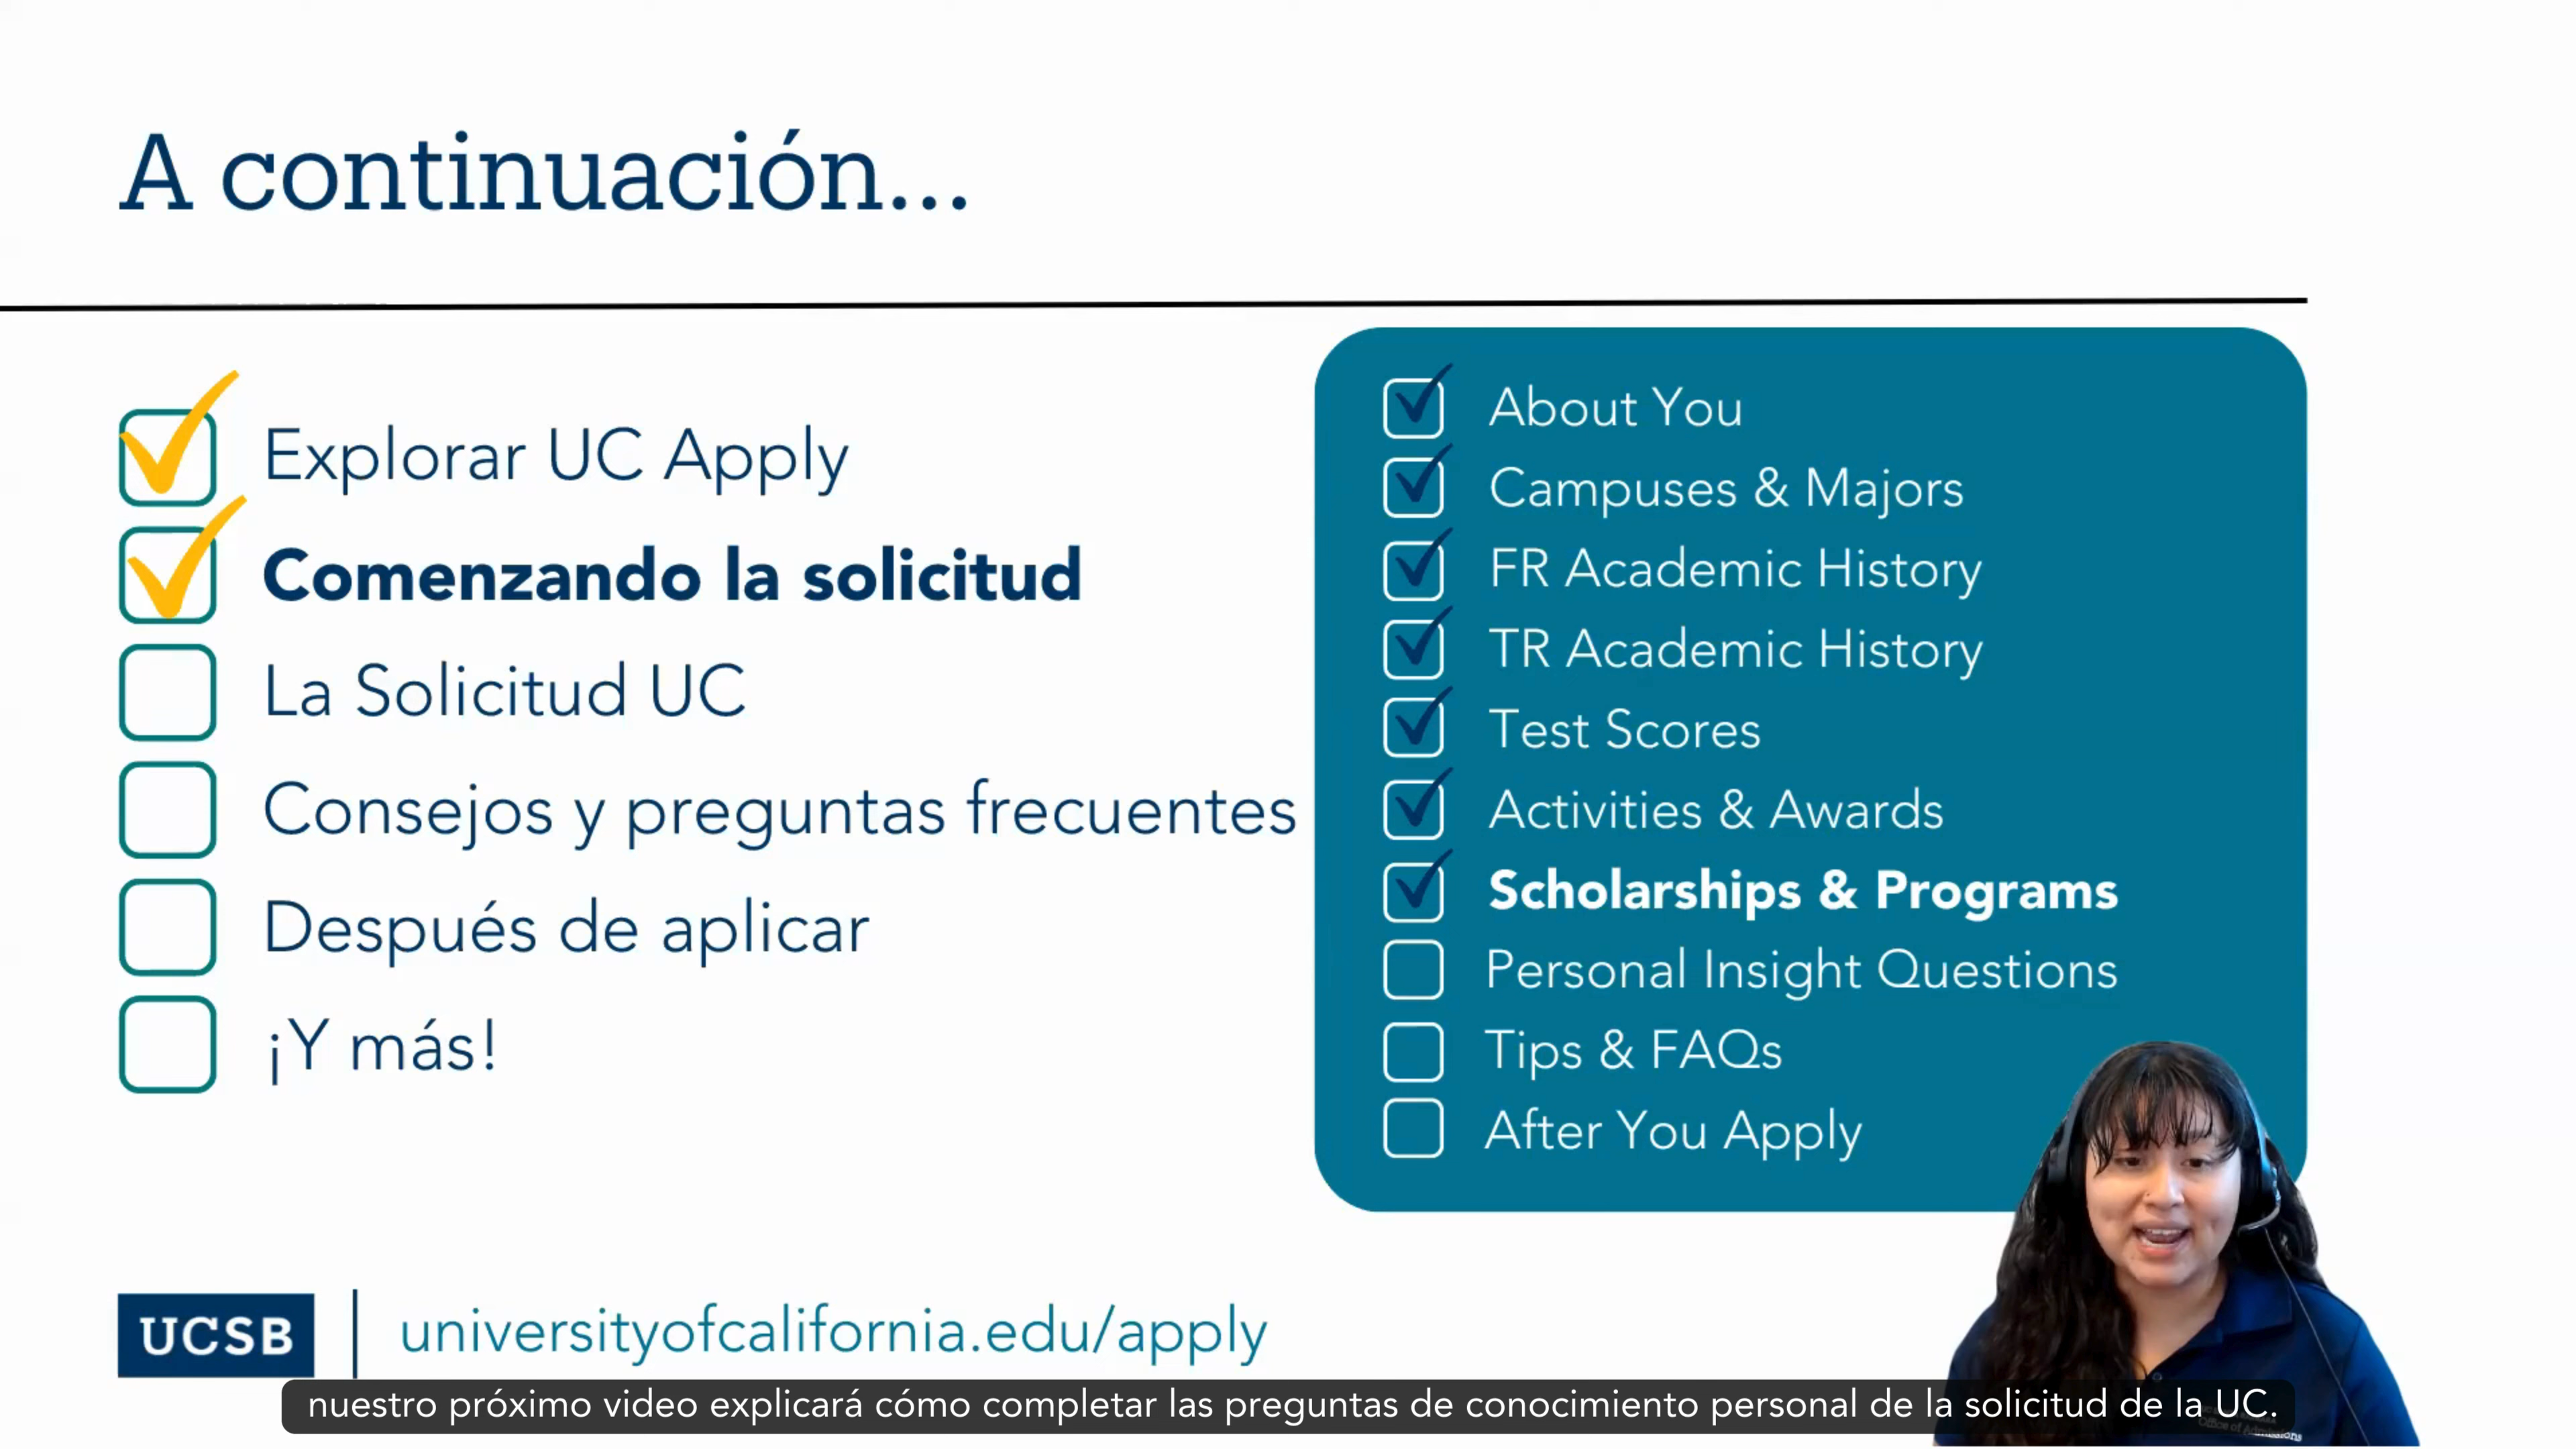 A continuación...
Explorar UC Apply
Comenzando la solicitud
La Solicitud UC
Consejos y preguntas frecuentes
Después de aplicar
¡Y más!
About You
Campuses & Majors
FR Academic History
TR Academic History
Test Scores
Activities & Awards
Scholarships & Programs
Personal Insight Questions
Tips & FAQs
After You Apply
UCSB
universityofcalifornia.edu/apply
nuestro próximo video explicará cómo completar las preguntas de conocimiento personal de la solicitud de la UC.
Office of Admissions